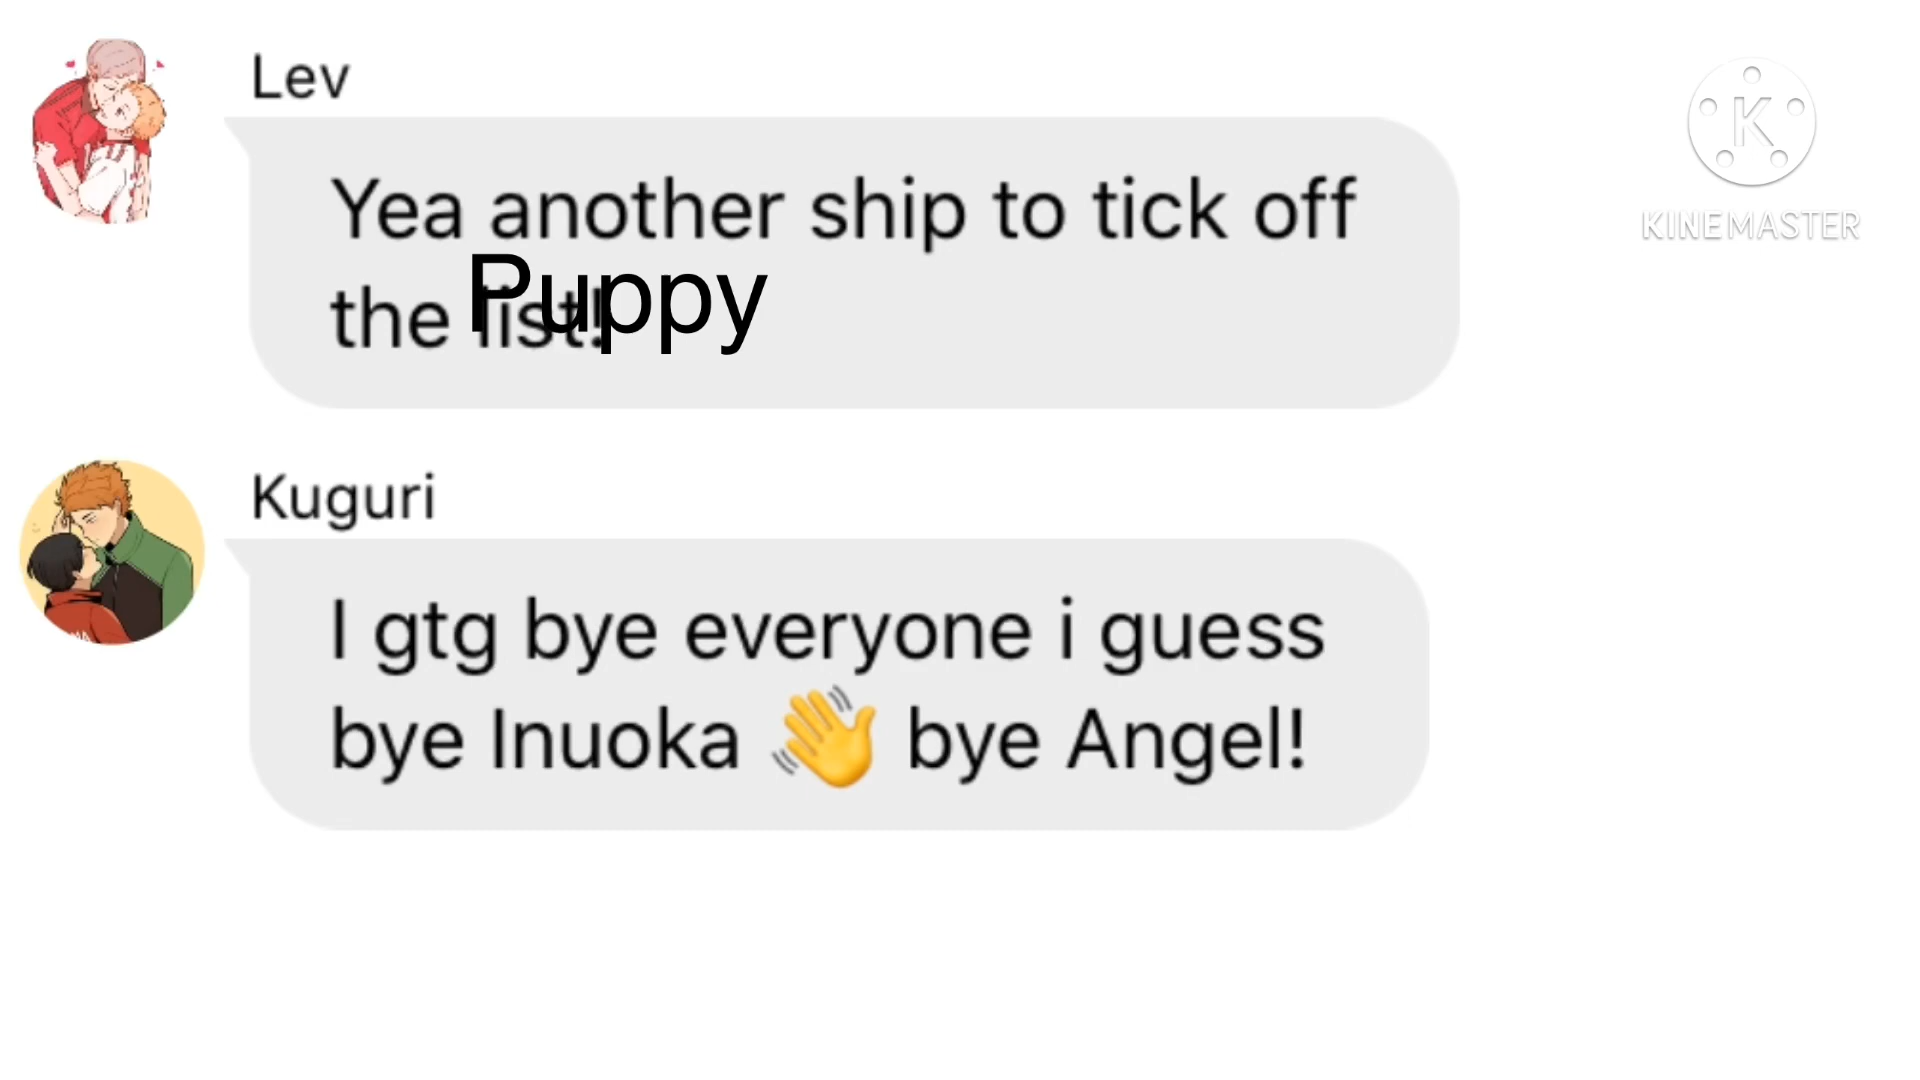 Lev
Yea another ship to tick off
the list!
Puppy
Kuguri
I gtg bye everyone i guess
bye Inuoka 👋 bye Angel!
K
KINEMASTER